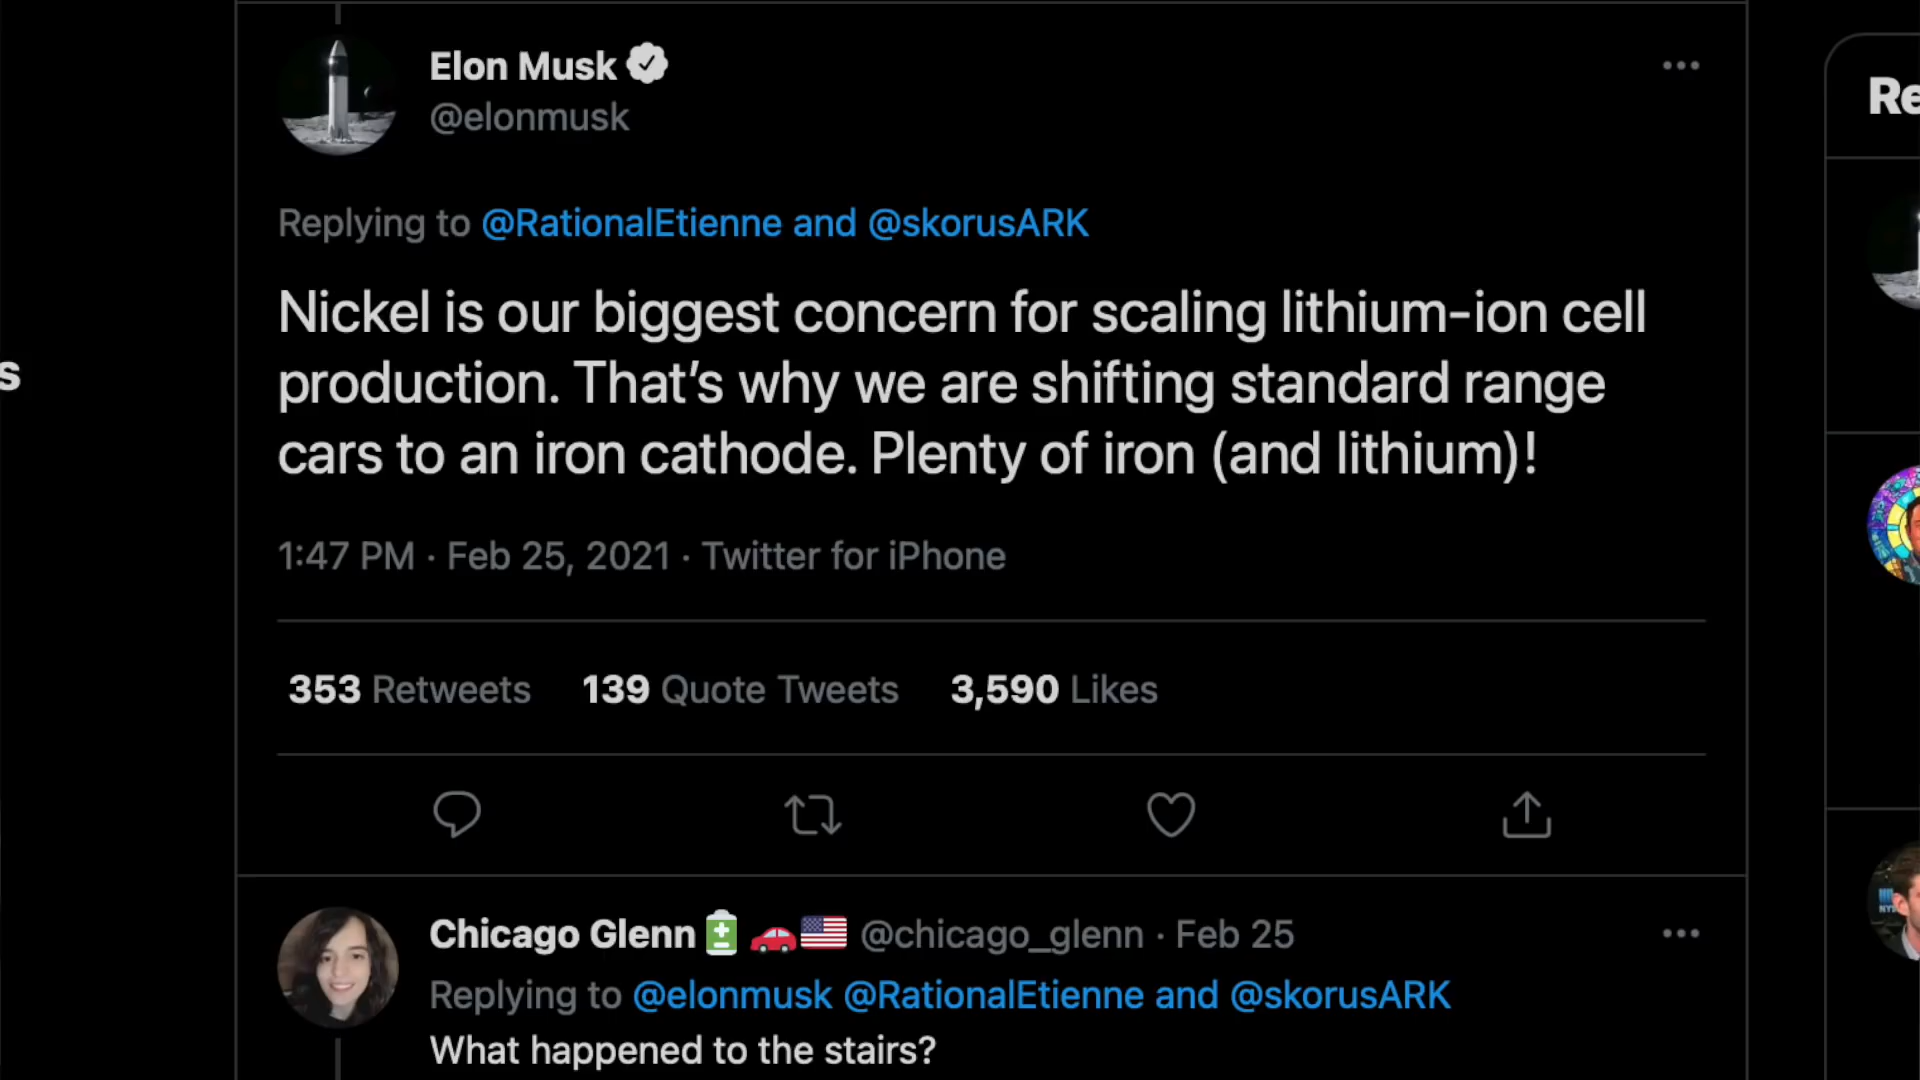 Elon Musk
@elonmusk
Replying to @RationalEtienne and @skorusARK
Nickel is our biggest concern for scaling lithium-ion cell
production. That’s why we are shifting standard range
cars to an iron cathode. Plenty of iron (and lithium)!
1:47 PM · Feb 25, 2021 · Twitter for iPhone
353 Retweets 139 Quote Tweets 3,590 Likes
Chicago Glenn🔋🚗🇺🇸 @chicago_glenn · Feb 25
Replying to @elonmusk @RationalEtienne and @skorusARK
What happened to the stairs?
s
Re